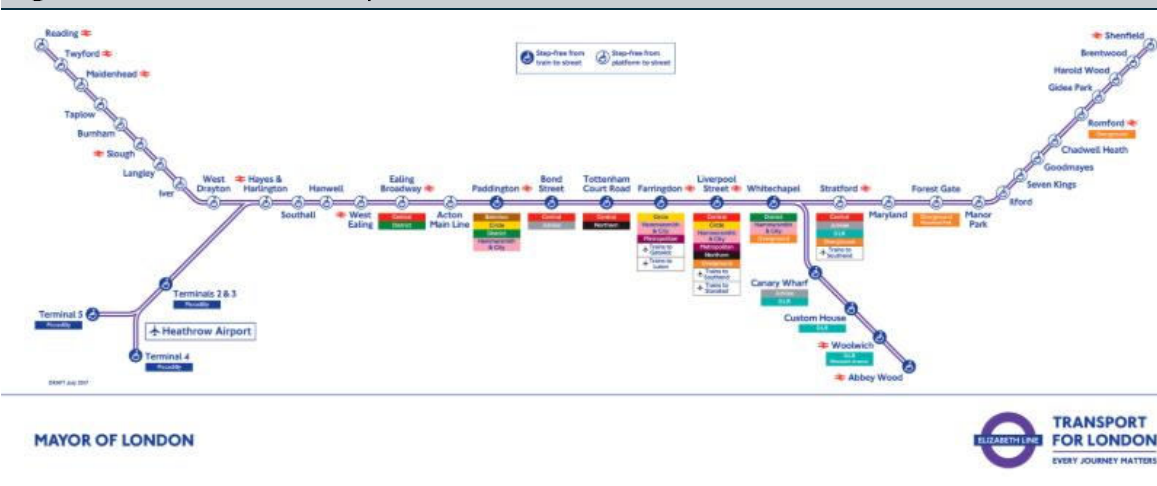 Reading
Twyford
Maidenhead
Taplow
Burnham
Slough
Langley
Iver
West
Drayton
Hayes &
Harlington
Southall
Hanwell
West
Ealing
Ealing
Broadway
Central
District
Acton
Main Line
Paddington
Bakerloo
Circle
District
Hammersmith
& City
Bond
Street
Central
Jubilee
Tottenham
Court Road
Central
Northern
Farringdon
Circle
Hammersmith
& City
Metropolitan
Trains to
Gatwick
Trains to
Luton
Liverpool
Street
Central
Circle
Hammersmith
& City
Metropolitan
Northern
Overground
Trains to
Southend
Trains to
Stansted
Whitechapel
District
Hammersmith
& City
Overground
Stratford
Central
Jubilee
DLR
Overground
Trains to
Southend
Maryland
Forest Gate
Overground
Manor
Park
Ilford
Seven Kings
Goodmayes
Chadwell Heath
Romford
Overground
Gidea Park
Harold Wood
Brentwood
Shenfield
Step-free from
train to street
Step-free from
platform to street
Terminals 2 & 3
Piccadilly
Terminal 5
Piccadilly
Heathrow Airport
Terminal 4
Piccadilly
Canary Wharf
Jubilee
DLR
Custom House
DLR
Woolwich
DLR
Abbey Wood
DRAFT July 2017
MAYOR OF LONDON
ELIZABETH LINE
TRANSPORT
FOR LONDON
EVERY JOURNEY MATTERS